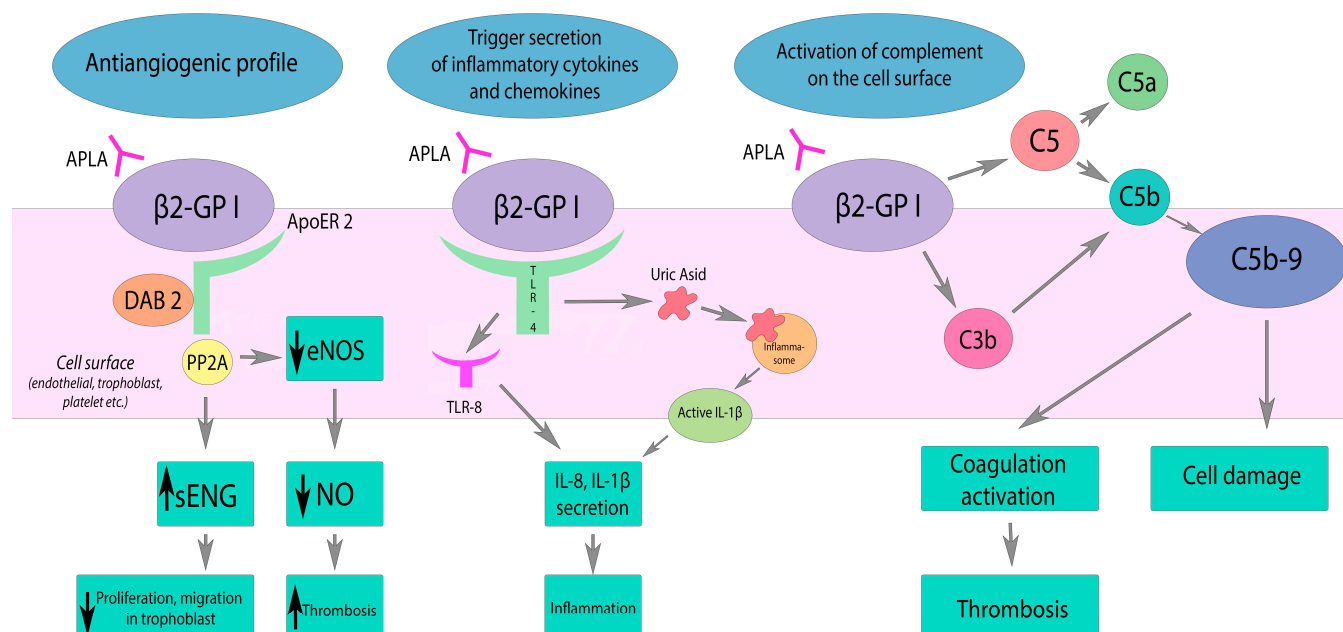 Antiangiogenic profile
Trigger secretion
of inflammatory cytokines
and chemokines
Activation of complement
on the cell surface
APLA
β2-GP I
ApoER 2
DAB 2
PP2A
eNOS
Cell surface
(endothelial, trophoblast,
platelet etc.)
sENG
NO
Proliferation, migration
in trophoblast
Thrombosis
APLA
β2-GP I
TLR-4
Uric Asid
Inflamma-
some
TLR-8
Active IL-1β
IL-8, IL-1β
secretion
Inflammation
APLA
β2-GP I
C5
C5a
C5b
C5b-9
C3b
Coagulation
activation
Cell damage
Thrombosis